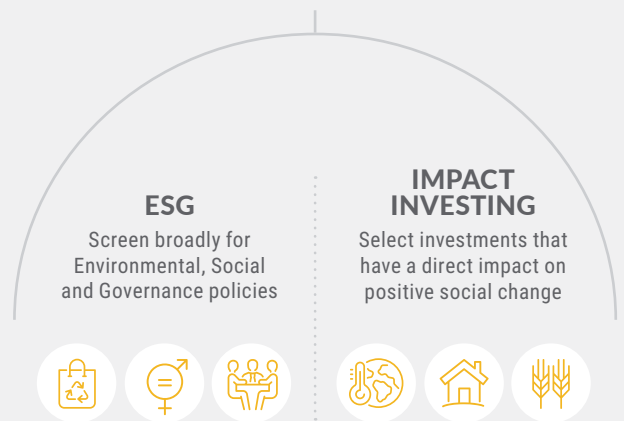 ESG
Screen broadly for
Environmental, Social
and Governance policies
IMPACT
INVESTING
Select investments that
have a direct impact on
positive social change